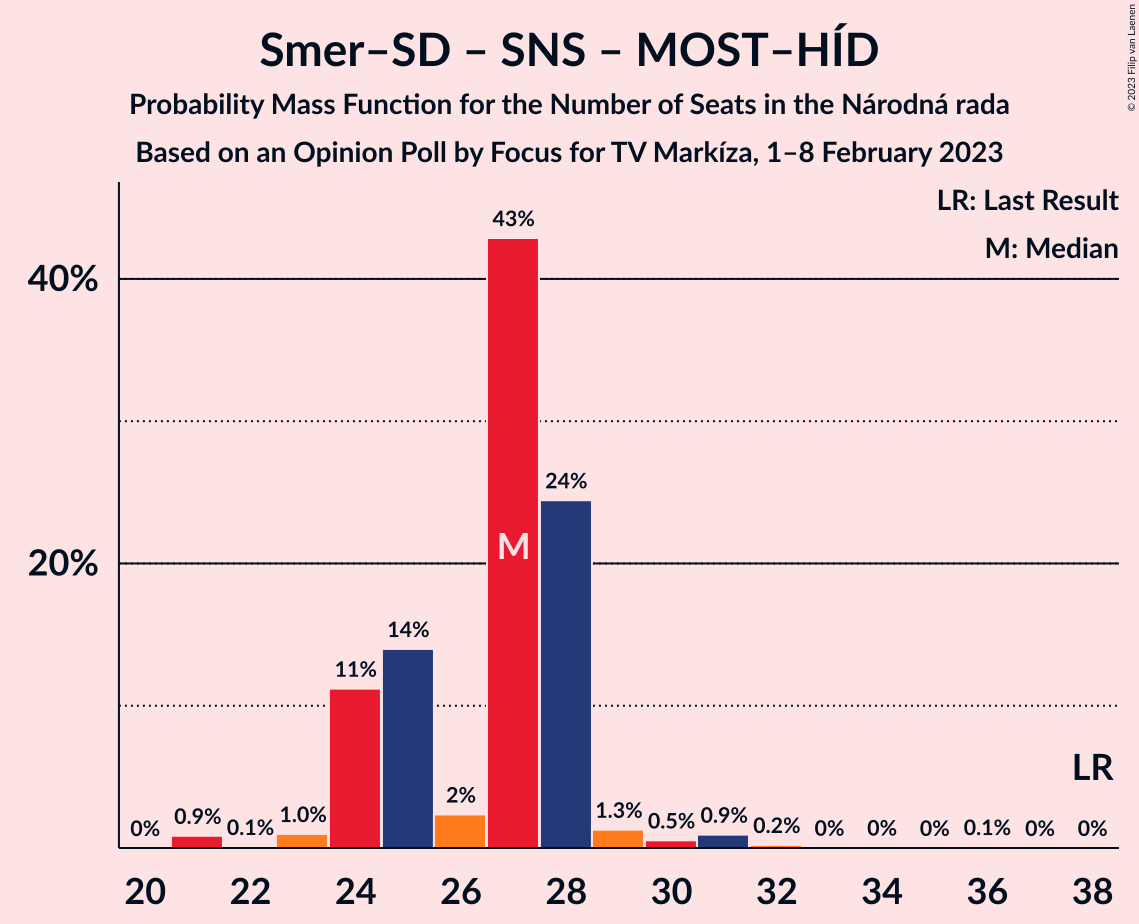 Smer–SD – SNS – MOST–HÍD
Probability Mass Function for the Number of Seats in the Národná rada
Based on an Opinion Poll by Focus for TV Markíza, 1–8 February 2023
© 2023 Filip van Laenen
LR: Last Result
M: Median
40%
20%
0%
0.9%
0.1%
1.0%
11%
14%
2%
43%
M
24%
1.3%
0.5%
0.9%
0.2%
0%
0%
0%
0.1%
0%
0%
LR
20 22 24 26 28 30 32 34 36 38